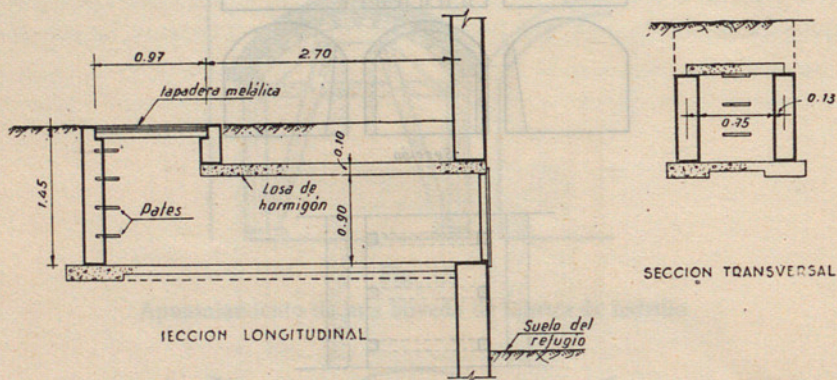 0.97
2.70
tapadera metálica
0.10
Losa de
hormigón
1.45
Pates
0.90
SECCION LONGITUDINAL
Suelo del
refugio
0.13
0.75
SECCION TRANSVERSAL